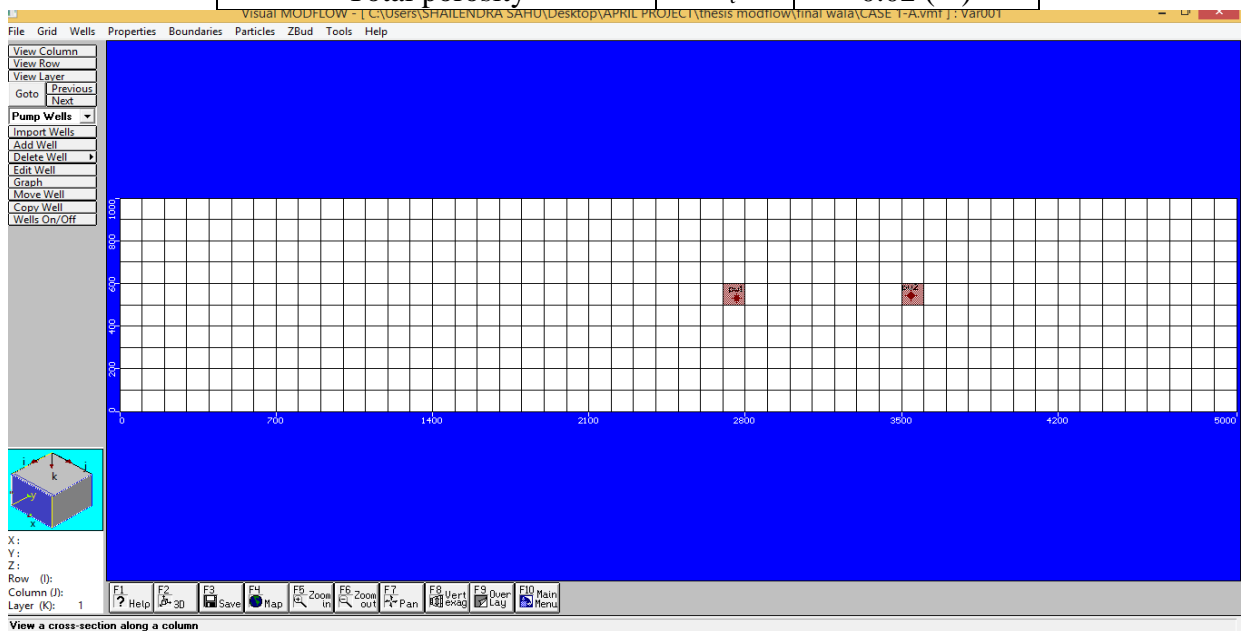 Total porosity
Visual MODFLOW - [ C:\Users\SHAILENDRA SAHU\Desktop\APRIL PROJECT\thesis modflow\final wala\CASE 1-A.vmf ] : Var001
File Grid Wells Properties Boundaries Particles ZBud Tools Help
View Column
View Row
View Layer
Goto Previous
Next
Pump Wells
Import Wells
Add Well
Delete Well
Edit Well
Graph
Move Well
Copy Well
Wells On/Off
1000
800
600
400
200
0
pw1
pw2
0 700 1400 2100 2800 3500 4200 5000
i j
k
y
x
X :
Y :
Z :
Row (I):
Column (J):
Layer (K): 1
F1 ? Help
F2 3D
F3 Save
F4 Map
F5 Zoom in
F6 Zoom out
F7 Pan
F8 Vert exag
F9 Over Lay
F10 Main Menu
View a cross-section along a column